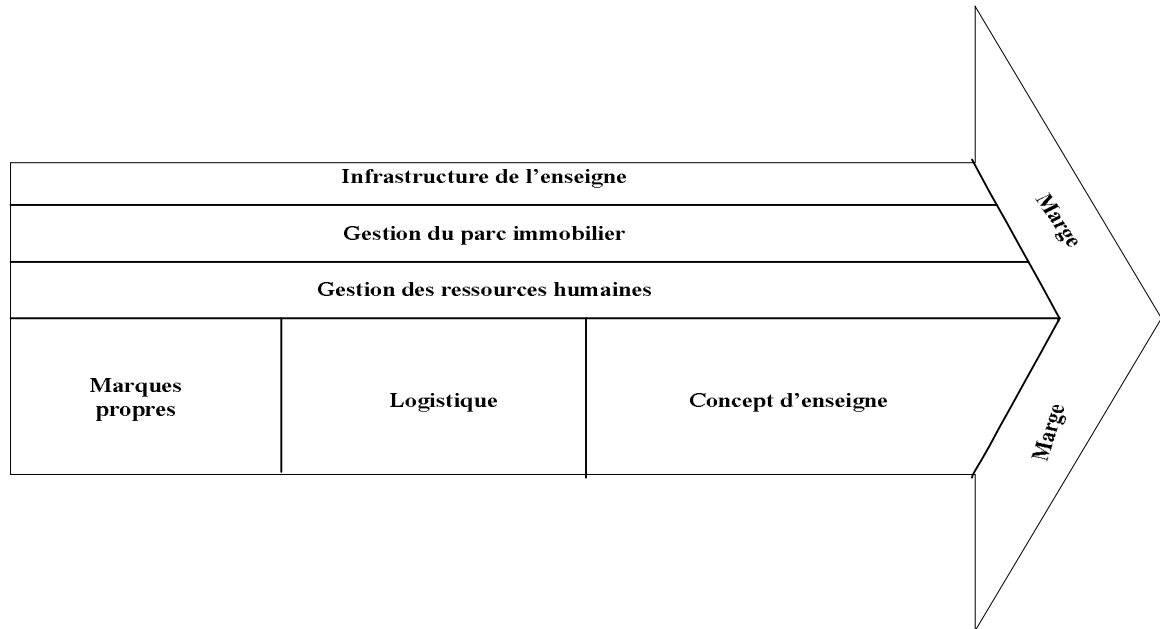 Infrastructure de l'enseigne
Marge
Gestion du parc immobilier
Gestion des ressources humaines
Marques
propres
Logistique
Concept d'enseigne
Marge